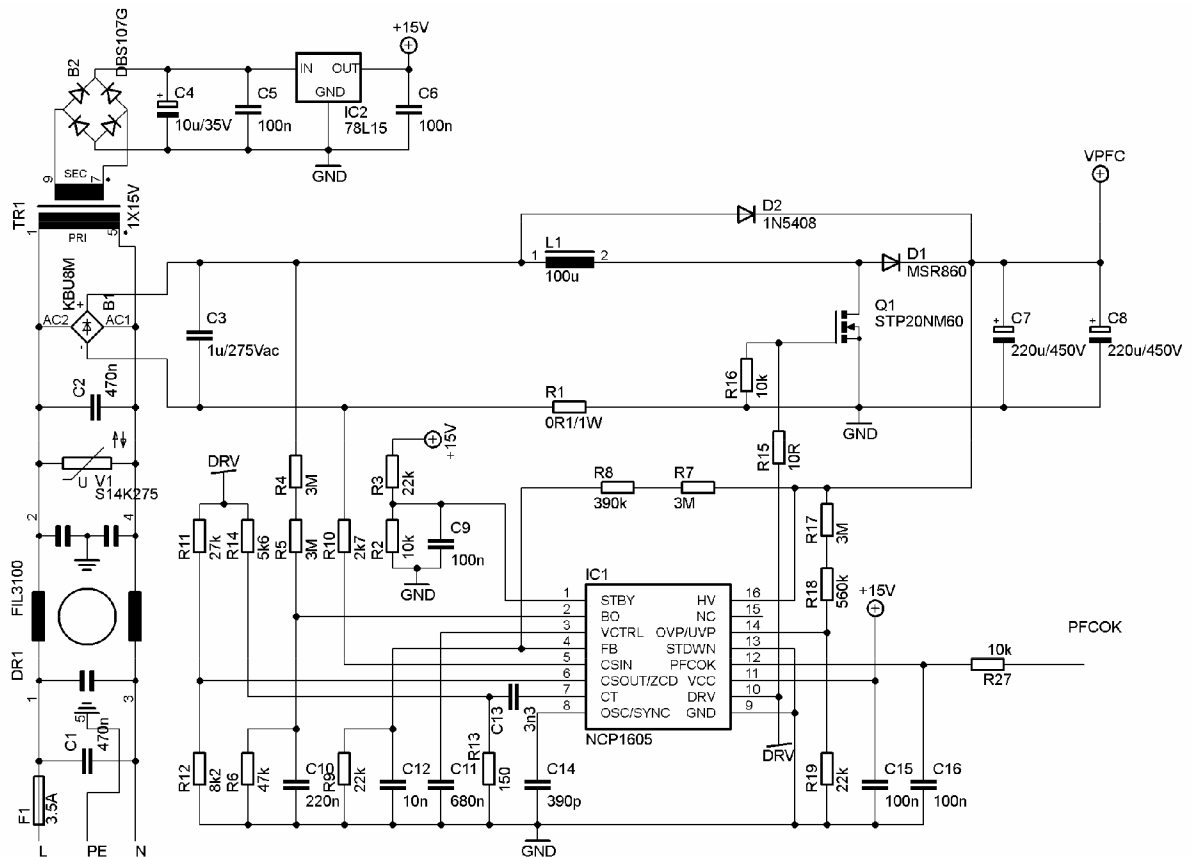 +15V
B2
DBS107G
C4
10u/35V
C5
100n
IN
OUT
GND
IC2
78L15
C6
100n
GND
VPFC
9
SEC
7
TR1
1X15V
1
PRI
5
D2
1N5408
1
L1
2
100u
D1
MSR860
KBU8M
B1
AC2
AC1
+
-
C3
1u/275Vac
Q1
STP20NM60
C7
220u/450V
C8
220u/450V
C2
470n
R16
10k
R1
0R1/1W
GND
+15V
U
V1
S14K275
DRV
R4
3M
R3
22k
R15
10R
R8
390k
R7
3M
2
4
R11
27k
R14
5k6
R5
3M
R10
2k7
R2
10k
C9
100n
GND
R17
3M
R18
560k
FIL3100
DR1
IC1
1
STBY
HV
16
2
BO
NC
15
3
VCTRL
OVP/UVP
14
4
FB
STDWN
13
5
CSIN
PFCOK
12
6
CSOUT/ZCD
VCC
11
7
CT
DRV
10
8
OSC/SYNC
GND
9
NCP1605
+15V
PFCOK
10k
R27
1
5
3
C1
470n
C13
3n3
R13
150
DRV
R12
8k2
R6
47k
C10
220n
R9
22k
C12
10n
C11
680n
C14
390p
R19
22k
C15
100n
C16
100n
F1
3.5A
L
PE
N
GND